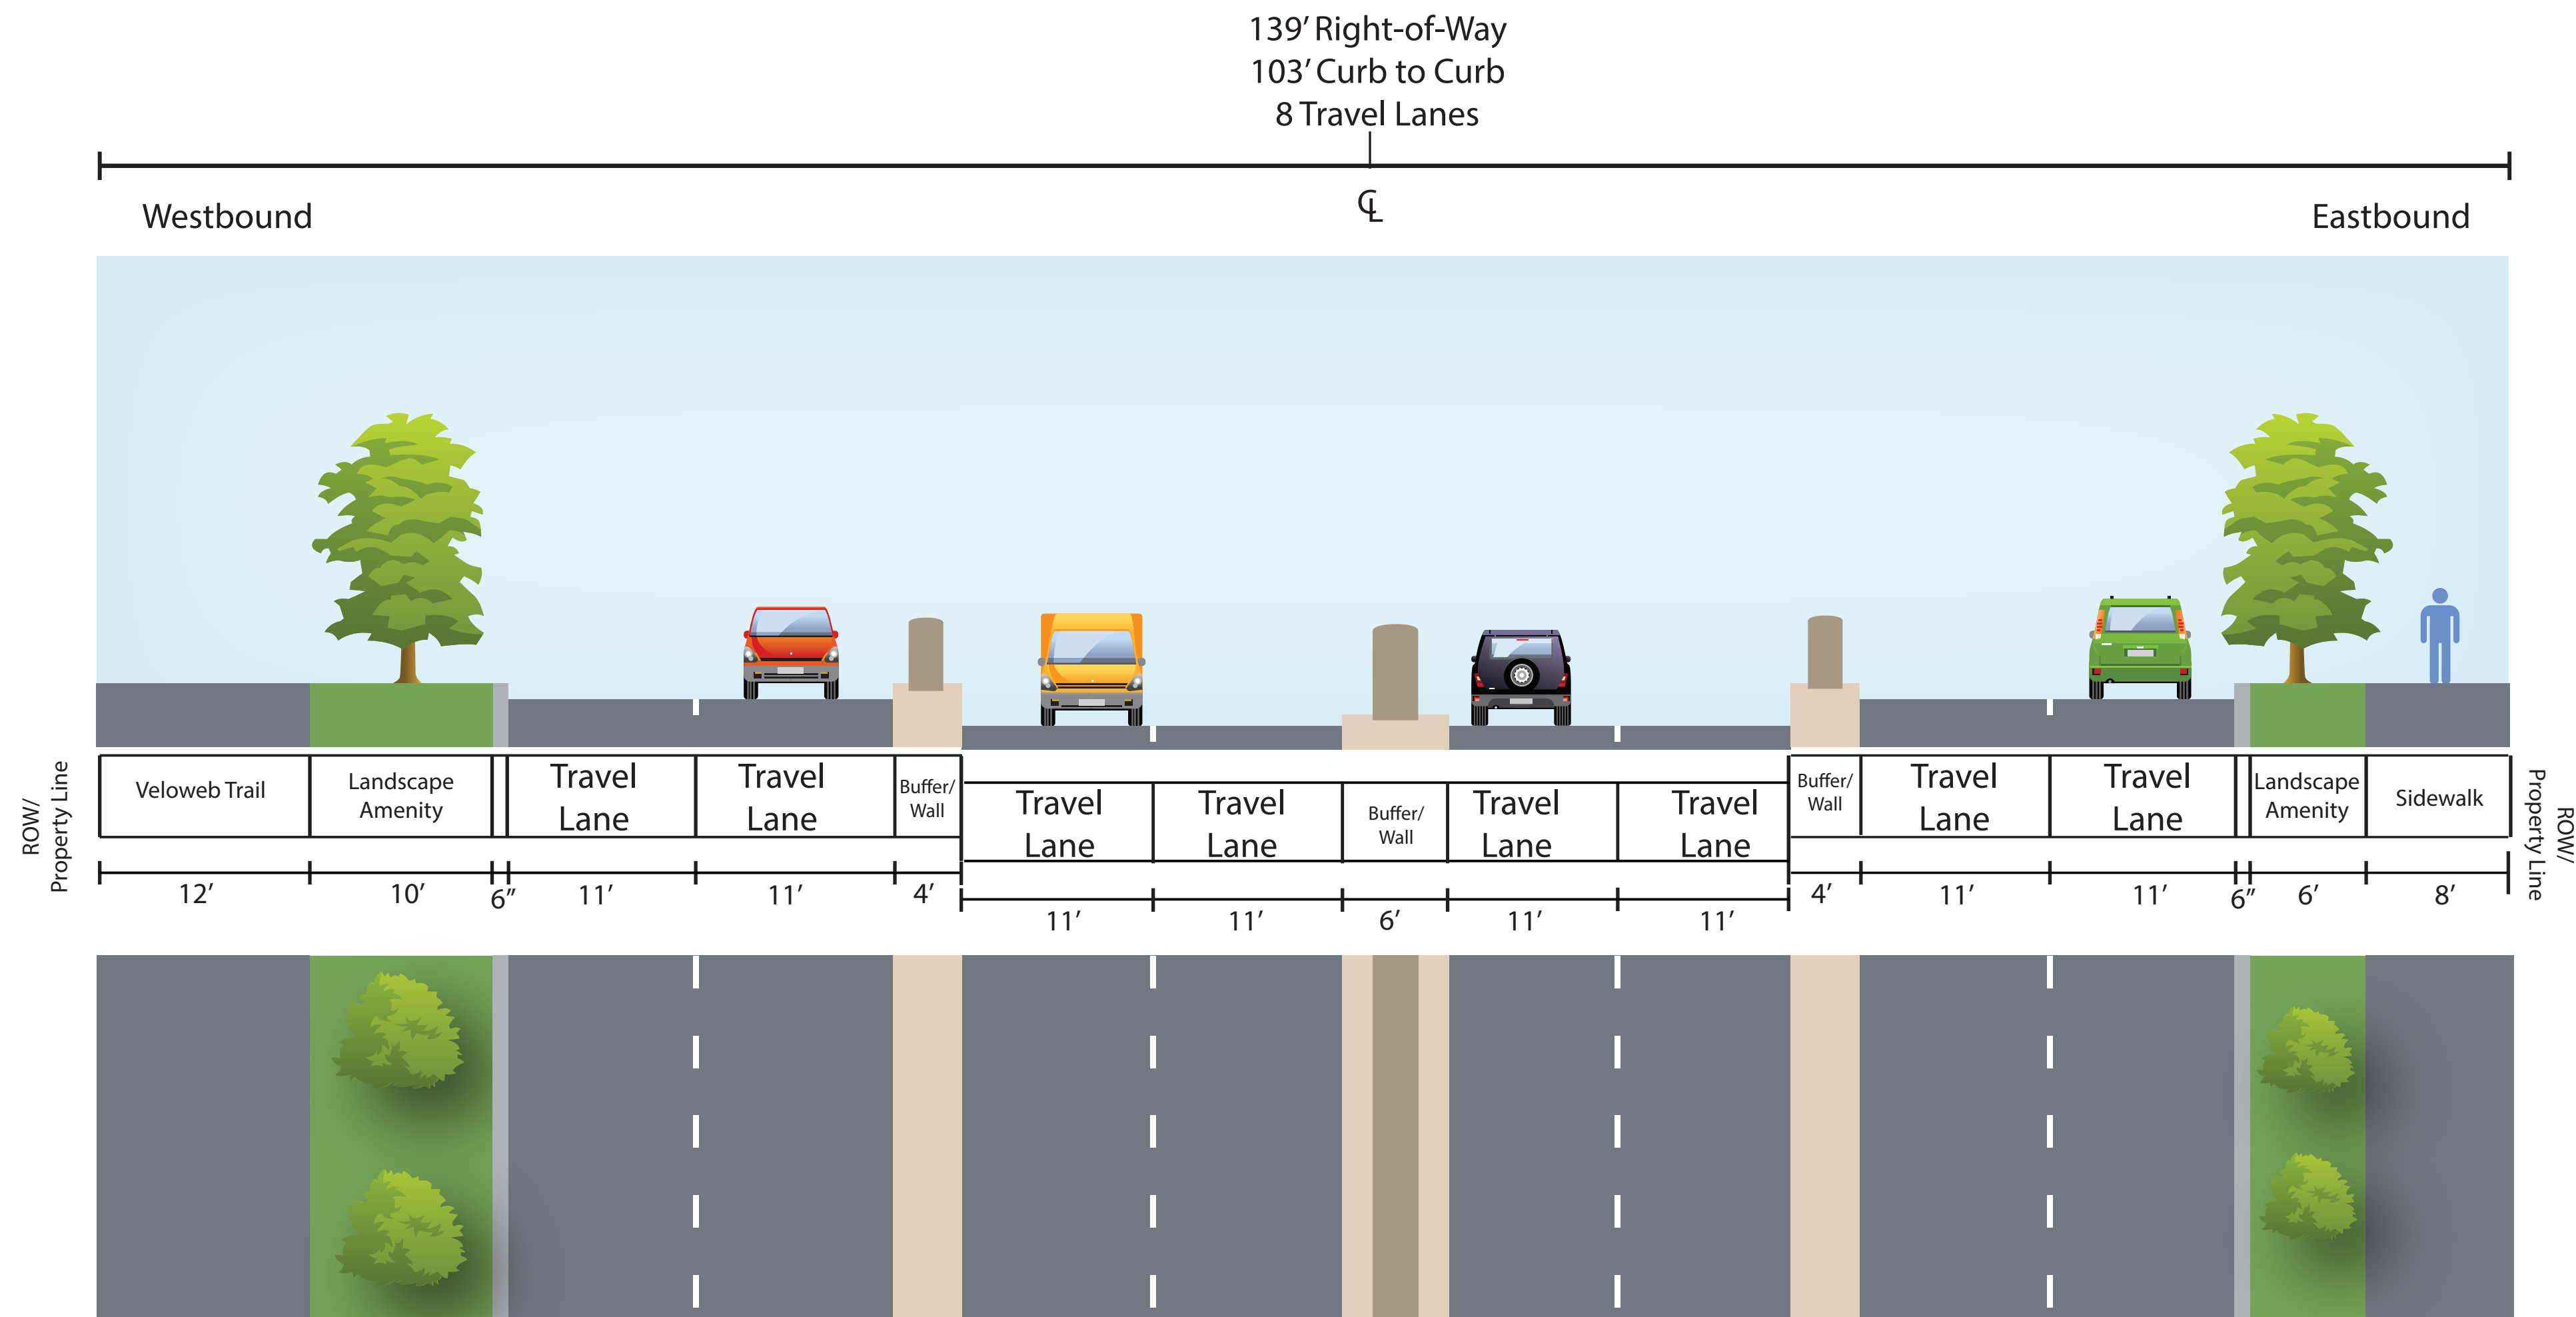 139’ Right-of-Way
103’ Curb to Curb
8 Travel Lanes
℄
Westbound
Eastbound
ROW/
Property Line
Veloweb Trail
Landscape
Amenity
Travel
Lane
Travel
Lane
Buffer/
Wall
Travel
Lane
Travel
Lane
Buffer/
Wall
Travel
Lane
Travel
Lane
Buffer/
Wall
Travel
Lane
Travel
Lane
Landscape
Amenity
Sidewalk
ROW/
Property Line
12’
10’
6”
11’
11’
4’
11’
11’
6’
11’
11’
4’
11’
11’
6”
6’
8’